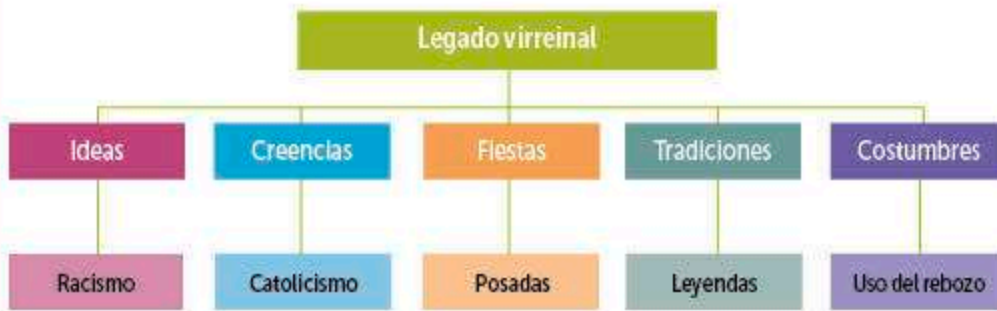 Legado virreinal
Ideas
Creencias
Fiestas
Tradiciones
Costumbres
Racismo
Catolicismo
Posadas
Leyendas
Uso del rebozo